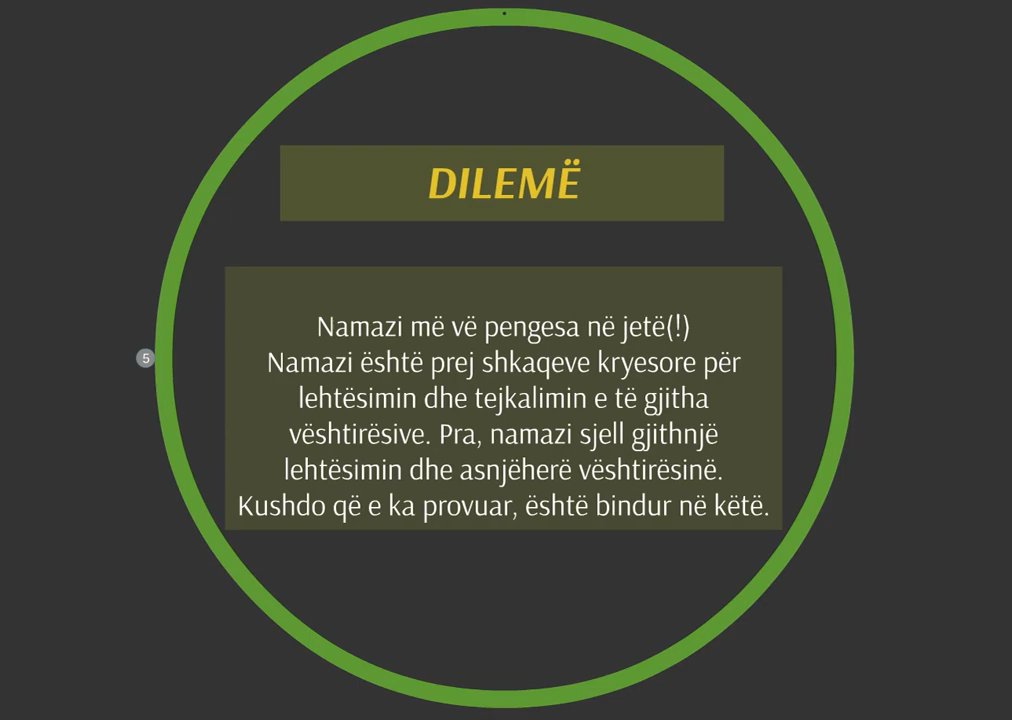 DILEMË
Namazi më vë pengesa në jetë(!)
Namazi është prej shkaqeve kryesore për
lehtësimin dhe tejkalimin e të gjitha
vështirësive. Pra, namazi sjell gjithnjë
lehtësimin dhe asnjëherë vështirësinë.
Kushdo që e ka provuar, është bindur në këtë.
5